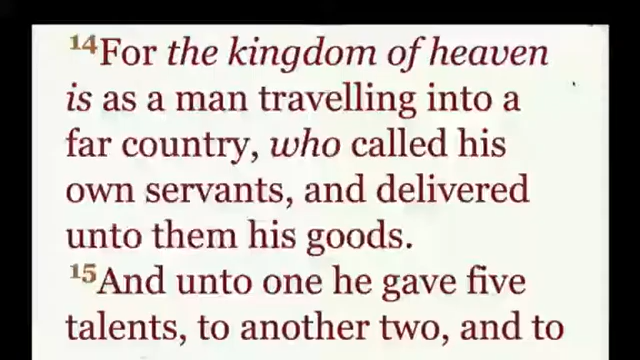 14For the kingdom of heaven
is as a man travelling into a
far country, who called his
own servants, and delivered
unto them his goods.
15And unto one he gave five
talents, to another two, and to